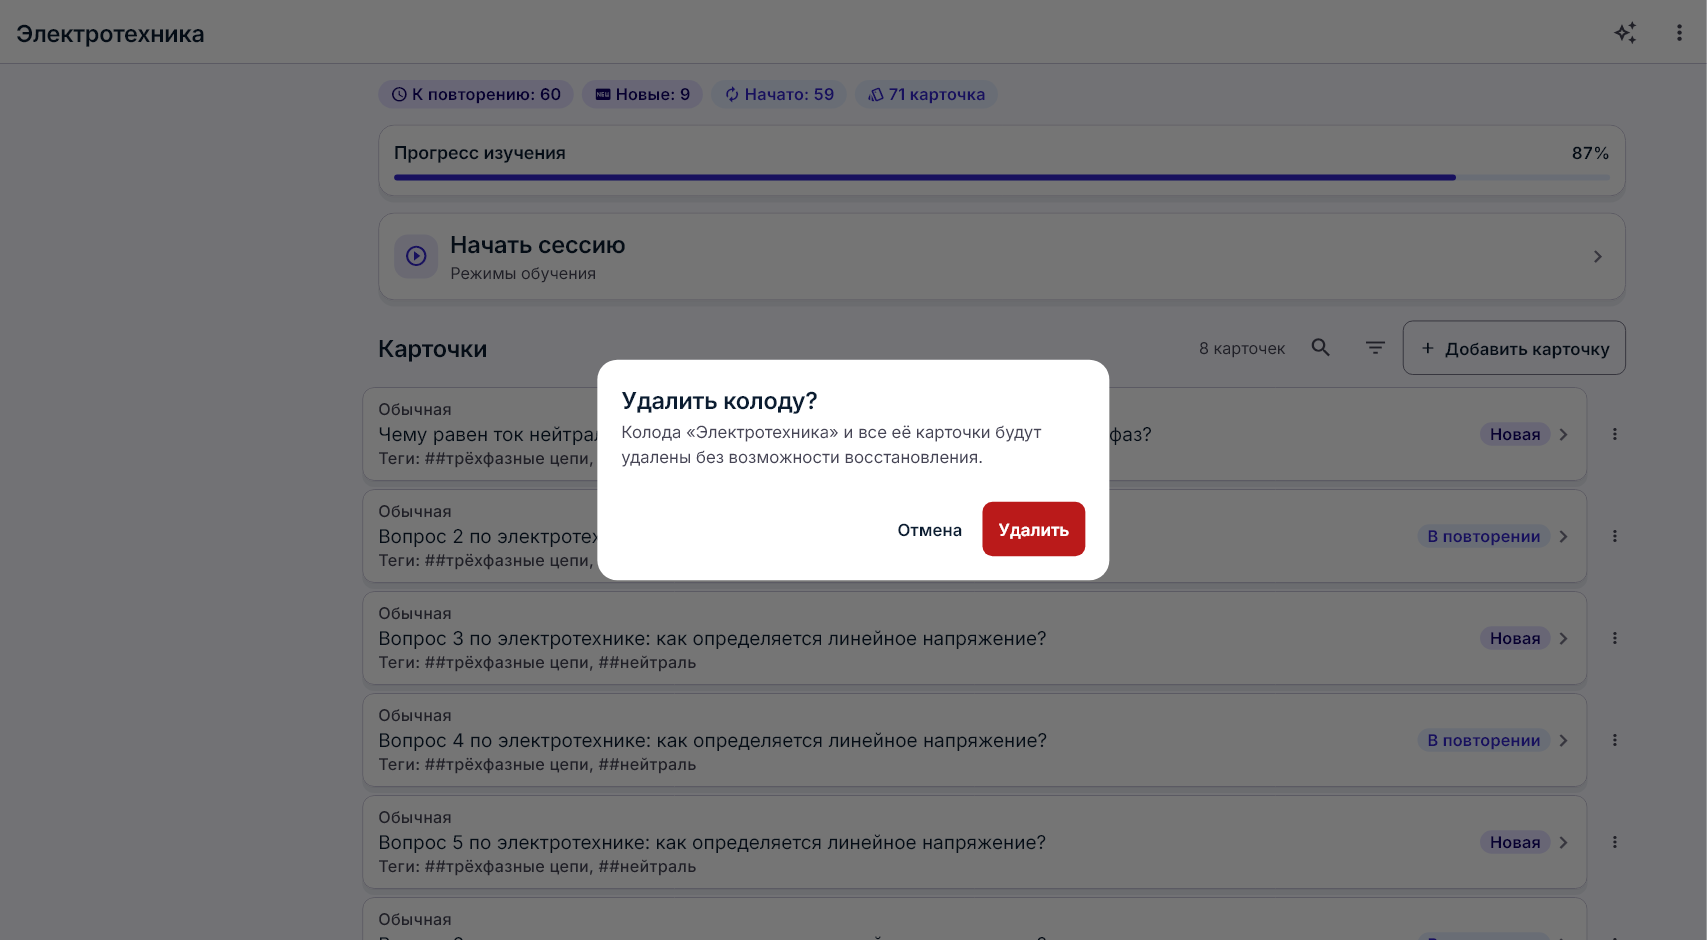 Электротехника
К повторению: 60
Новые: 9
Начато: 59
71 карточка
Прогресс изучения
87%
Начать сессию
Режимы обучения
Карточки
8 карточек
+ Добавить карточку
Удалить колоду?
Колода «Электротехника» и все её карточки будут
удалены без возможности восстановления.
Отмена
Удалить
Обычная
Чему равен ток фаз?
Новая
Теги: ##трёхфазные цепи,
Обычная
Вопрос 2 по
В повторении
Теги: ##трёхфазные цепи,
Обычная
Вопрос 3 по электротехнике: как определяется линейное напряжение?
Новая
Теги: ##трёхфазные цепи, ##нейтраль
Обычная
Вопрос 4 по электротехнике: как определяется линейное напряжение?
В повторении
Теги: ##трёхфазные цепи, ##нейтраль
Обычная
Вопрос 5 по электротехнике: как определяется линейное напряжение?
Новая
Теги: ##трёхфазные цепи, ##нейтраль
Обычная